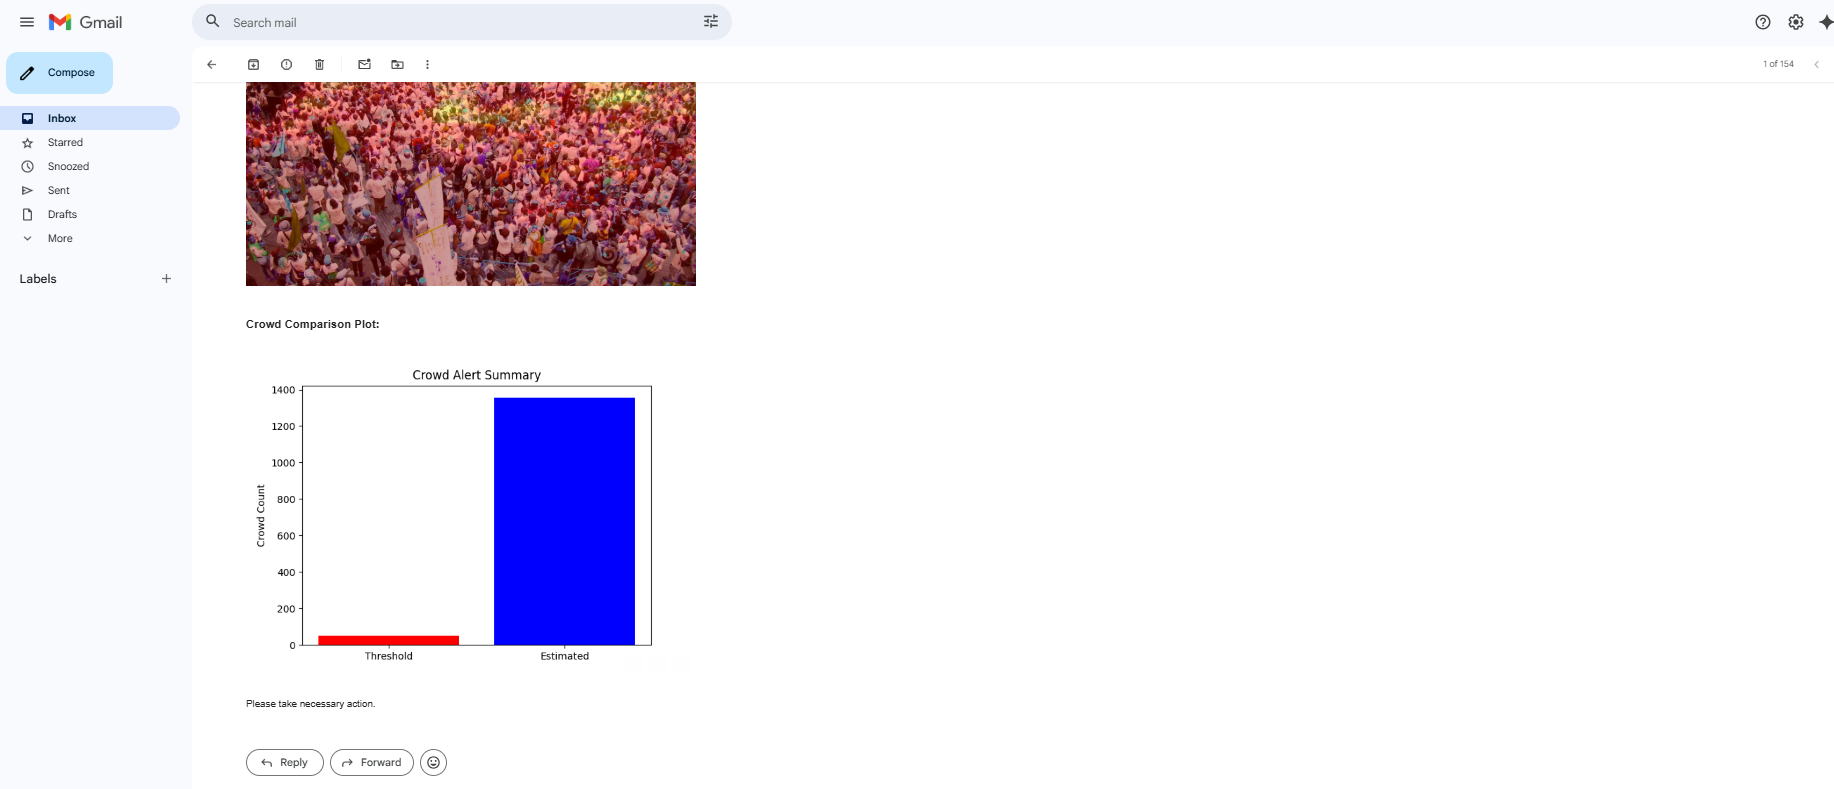 Gmail
Search mail
Compose
1 of 154
Inbox
Starred
Snoozed
Sent
Drafts
More
Labels
Crowd Comparison Plot:
Crowd Alert Summary
1400
1200
1000
800
600
400
200
0
Crowd Count
Threshold
Estimated
Please take necessary action.
Reply
Forward